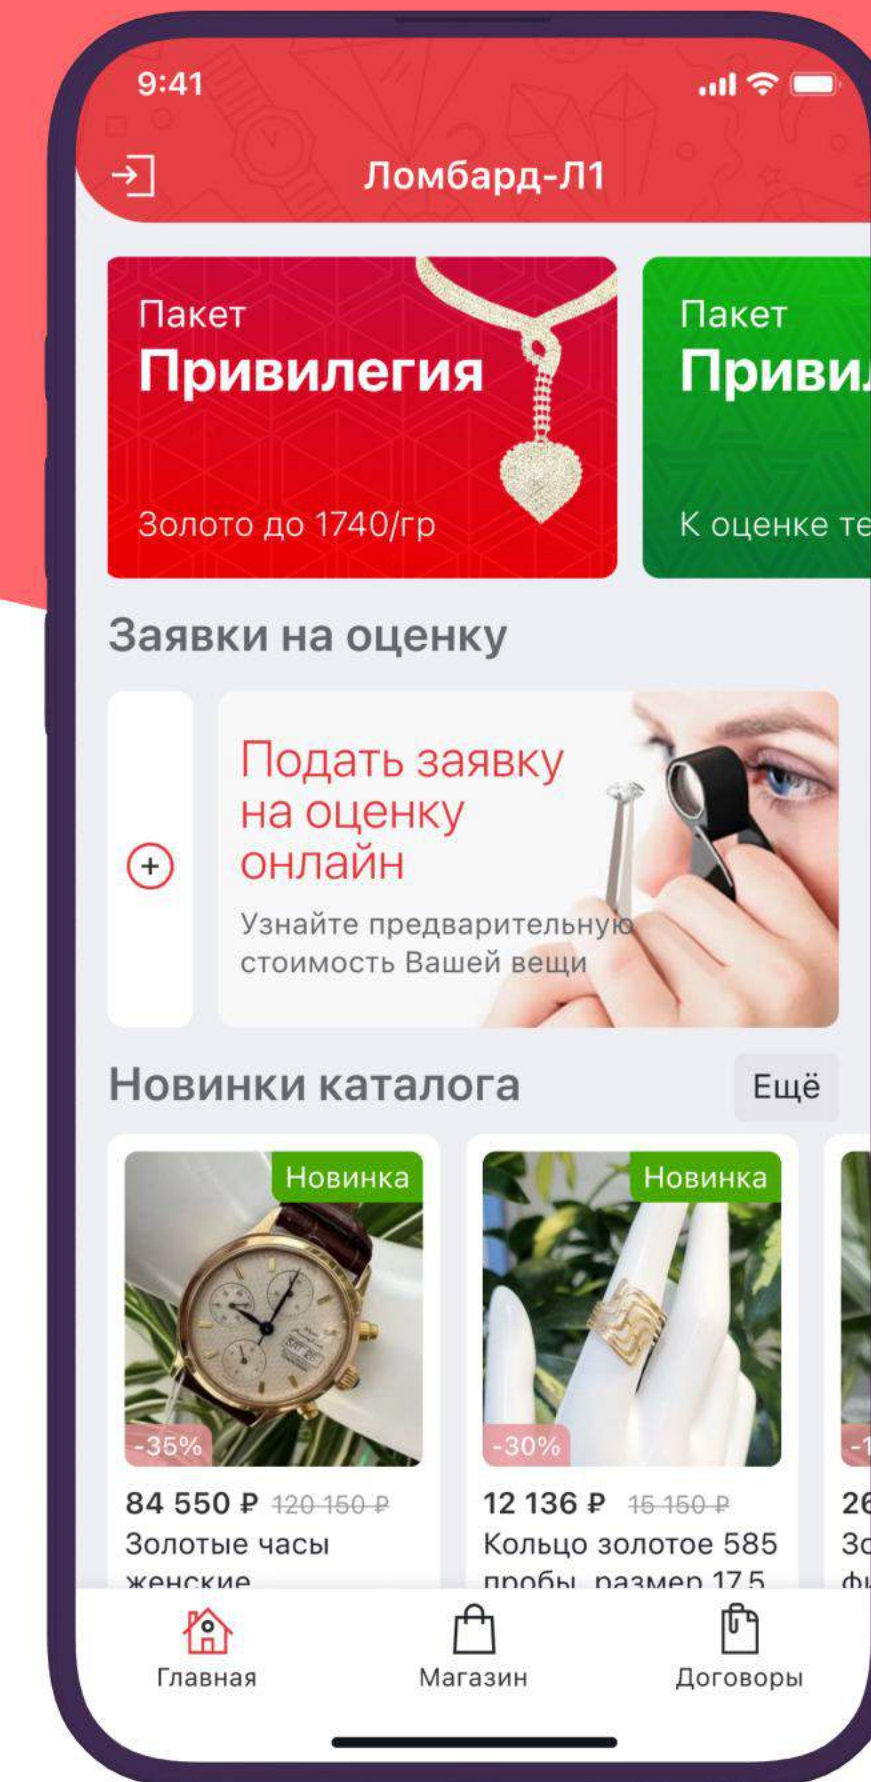 9:41
Ломбард-Л1
Пакет
Привилегия
Золото до 1740/гр
Пакет
К оценке
Заявки на оценку
Подать заявку
на оценку
онлайн
Узнайте предварительную
стоимость Вашей вещи
Новинки каталога
Ещё
Новинка
-35%
84 550 ₽ 120 150 ₽
Золотые часы
женские
Новинка
-30%
12 136 ₽ 15 150 ₽
Кольцо золотое 585
пробы, размер 17,5
Главная
Магазин
Договоры